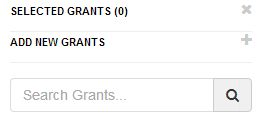 SELECTED GRANTS (0)
ADD NEW GRANTS
Search Grants...